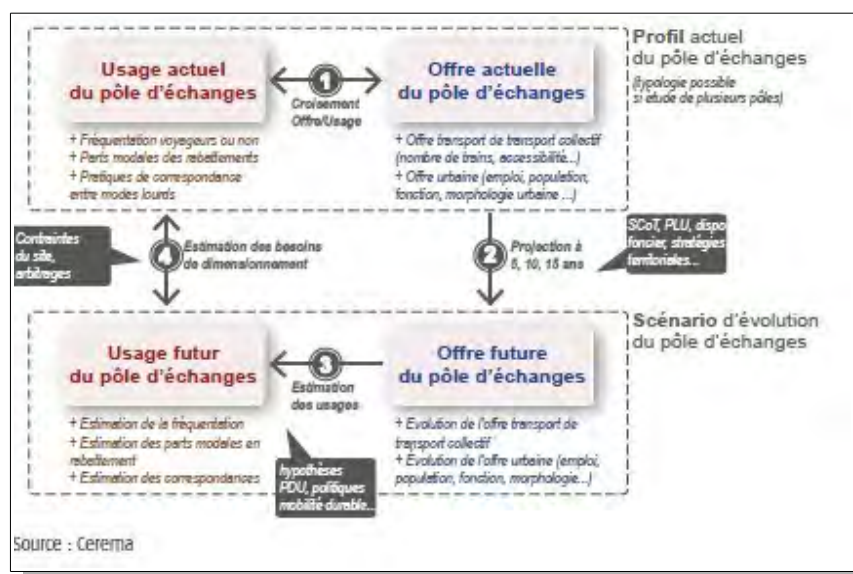 Profil actuel
du pôle d'échanges
(typologie possible
si étude de plusieurs pôles)
Usage actuel
du pôle d'échanges
1
Croisement
Offre/Usage
Offre actuelle
du pôle d'échanges
+ Fréquentation voyageurs ou non
+ Parts modales des rabattements
+ Pratiques de correspondance
entre modes lourds
+ Offre transport de transport collectif
(nombre de trains, accessibilité...)
+ Offre urbaine (emploi, population,
fonction, morphologie urbaine ...)
Contraintes
du site,
arbitrages
4
Estimation des besoins
de dimensionnement
2
Projection à
5, 10, 15 ans
SCoT, PLU, dispo
foncier, stratégies
territoriales...
Scénario d'évolution
du pôle d'échanges
Usage futur
du pôle d'échanges
3
Estimation
des usages
Offre future
du pôle d'échanges
+ Estimation de la fréquentation
+ Estimation des parts modales en
rabattement
+ Estimation des correspondances
hypothèses
PDU, politiques
mobilité durable...
+ Evolution de l'offre transport de
transport collectif
+ Evolution de l'offre urbaine (emploi,
population, fonction, morphologie...)
Source : Cerema